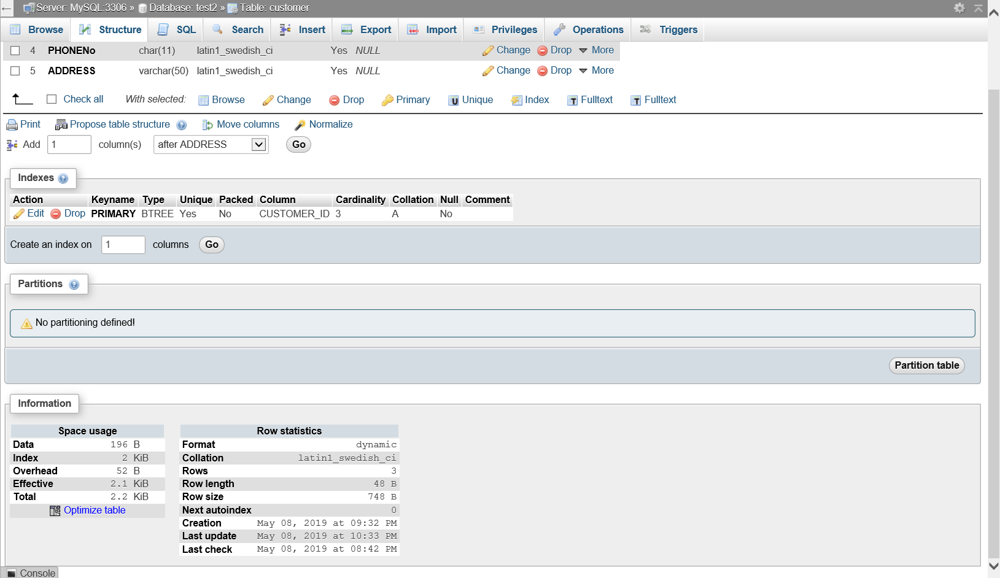 Server: MySQL:3306 » Database: test2 » Table: customer
Browse Structure SQL Search Insert Export Import Privileges Operations Triggers
4 PHONENo char(11) latin1_swedish_ci Yes NULL Change Drop More
5 ADDRESS varchar(50) latin1_swedish_ci Yes NULL Change Drop More
Check all With selected: Browse Change Drop Primary Unique Index Fulltext Fulltext
Print Propose table structure Move columns Normalize
Add 1 column(s) after ADDRESS Go
Indexes
Action Keyname Type Unique Packed Column Cardinality Collation Null Comment
Edit Drop PRIMARY BTREE Yes No CUSTOMER_ID 3 A No
Create an index on 1 columns Go
Partitions
No partitioning defined!
Partition table
Information
Space usage
Data 196 B
Index 2 KiB
Overhead 52 B
Effective 2.1 KiB
Total 2.2 KiB
Optimize table
Row statistics
Format dynamic
Collation latin1_swedish_ci
Rows 3
Row length 48 B
Row size 748 B
Next autoindex 0
Creation May 08, 2019 at 09:32 PM
Last update May 08, 2019 at 10:33 PM
Last check May 08, 2019 at 08:42 PM
Console